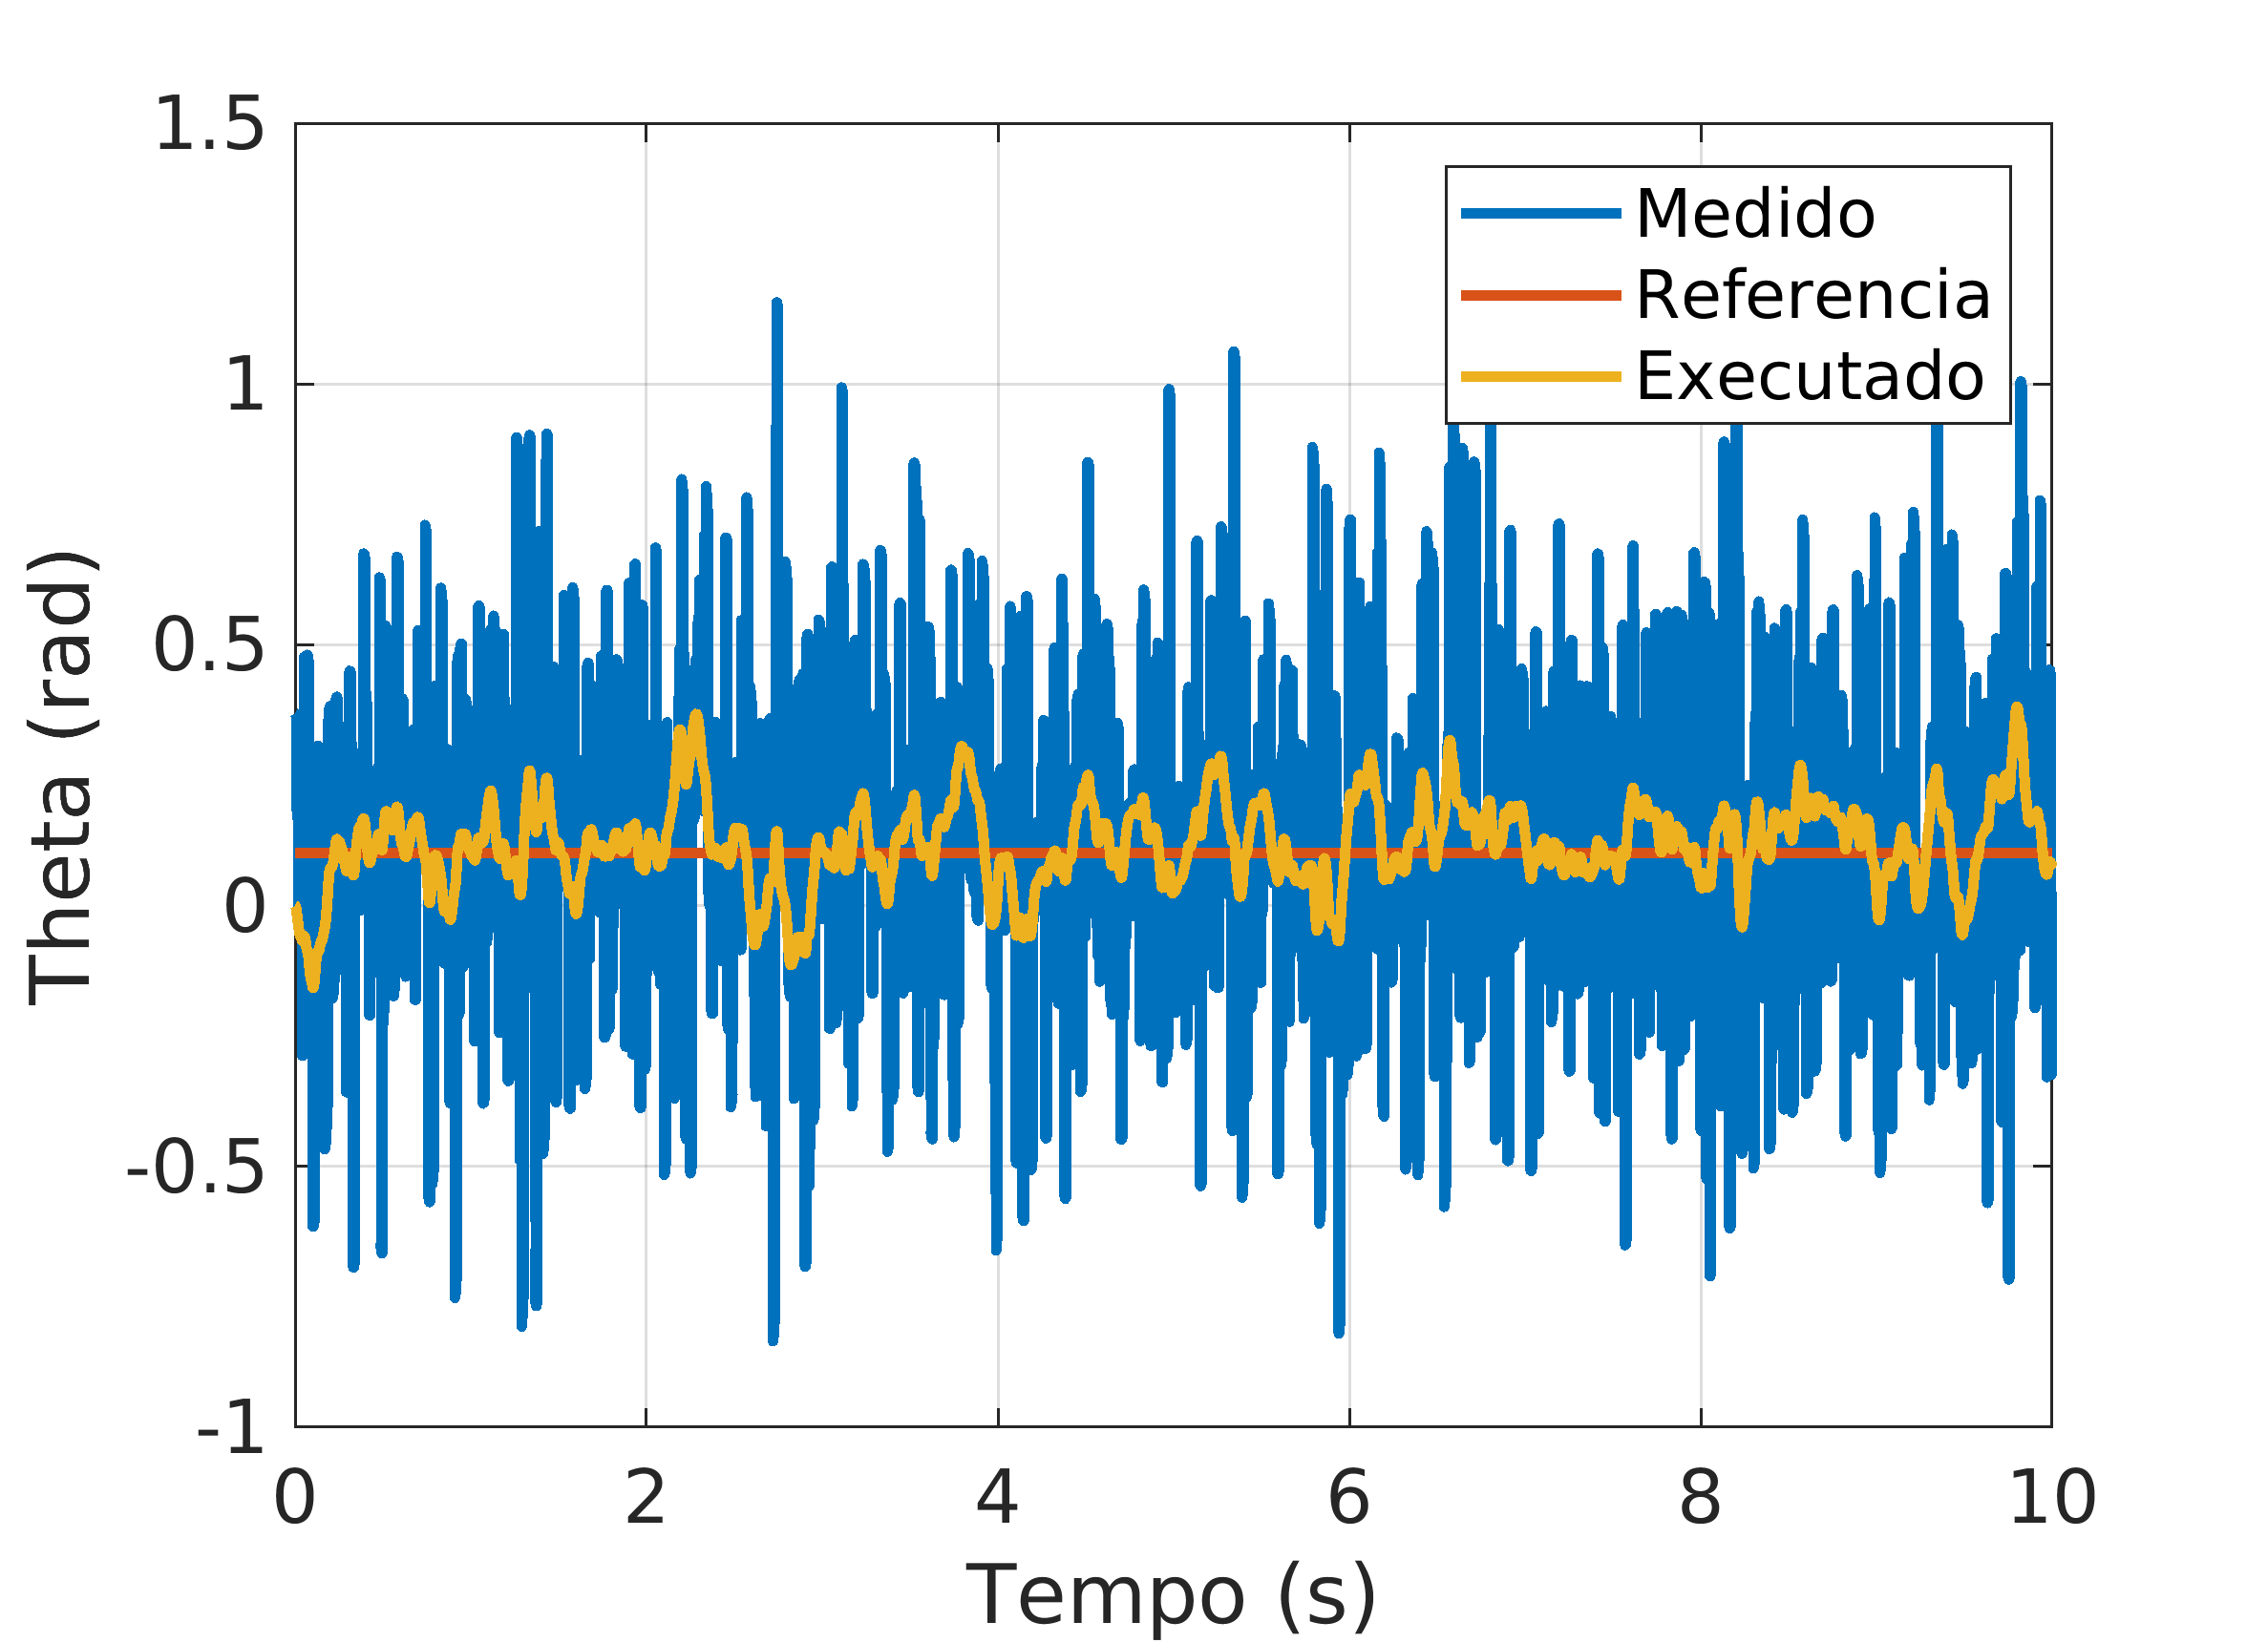 1.5
1
0.5
0
-0.5
-1
Theta (rad)
Medido
Referencia
Executado
0 2 4 6 8 10
Tempo (s)